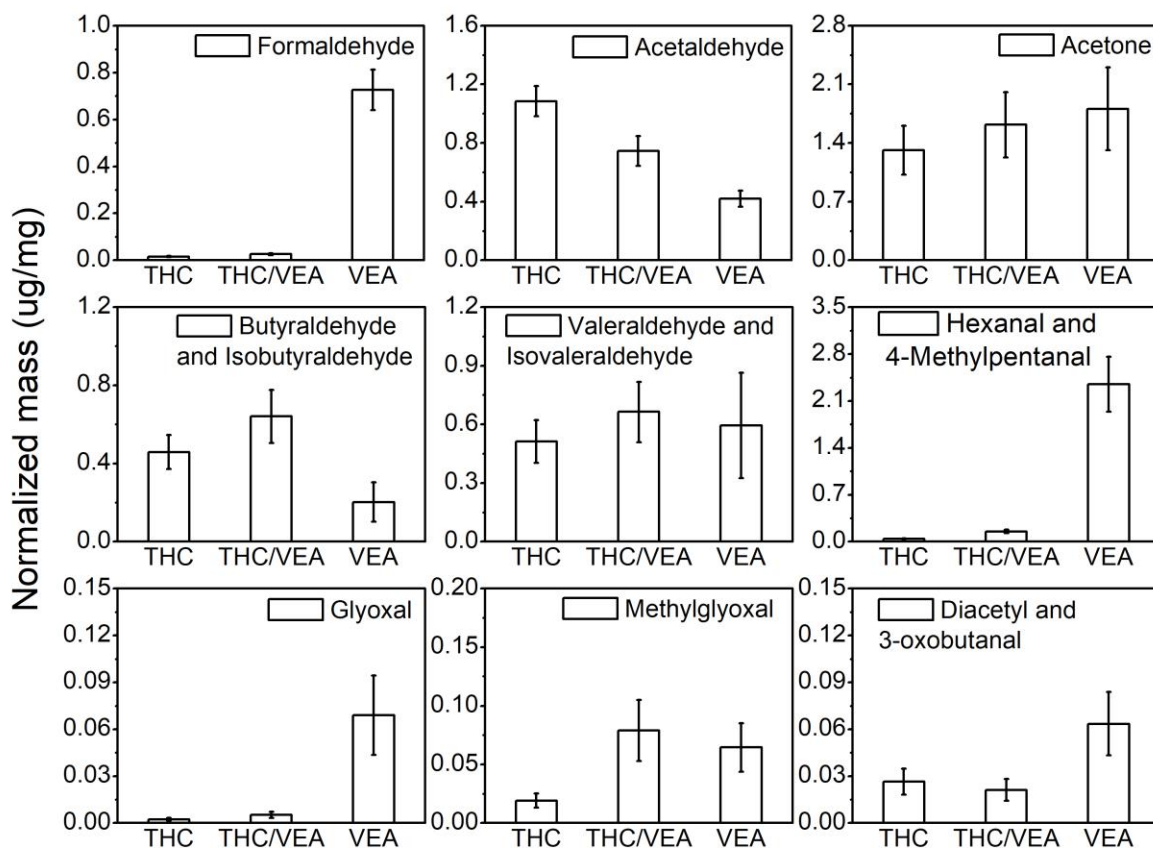 Normalized mass (ug/mg)
Formaldehyde
1.0
0.8
0.6
0.4
0.2
0.0
THC THC/VEA VEA
Acetaldehyde
1.6
1.2
0.8
0.4
0.0
THC THC/VEA VEA
Acetone
2.8
2.1
1.4
0.7
0.0
THC THC/VEA VEA
Butyraldehyde
and Isobutyraldehyde
1.2
0.8
0.4
0.0
THC THC/VEA VEA
Valeraldehyde and
Isovaleraldehyde
1.2
0.9
0.6
0.3
0.0
THC THC/VEA VEA
Hexanal and
4-Methylpentanal
3.5
2.8
2.1
1.4
0.7
0.0
THC THC/VEA VEA
Glyoxal
0.15
0.12
0.09
0.06
0.03
0.00
THC THC/VEA VEA
Methylglyoxal
0.20
0.15
0.10
0.05
0.00
THC THC/VEA VEA
Diacetyl and
3-oxobutanal
0.15
0.12
0.09
0.06
0.03
0.00
THC THC/VEA VEA